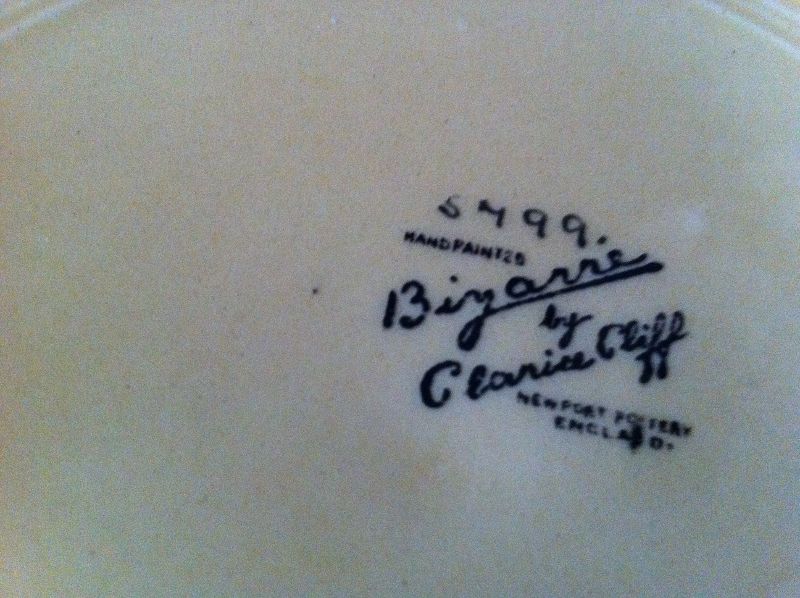 5499.
HANDPAINTED
Bizarre
by
Clarice Cliff
NEWPORT POTTERY
ENGLAND.